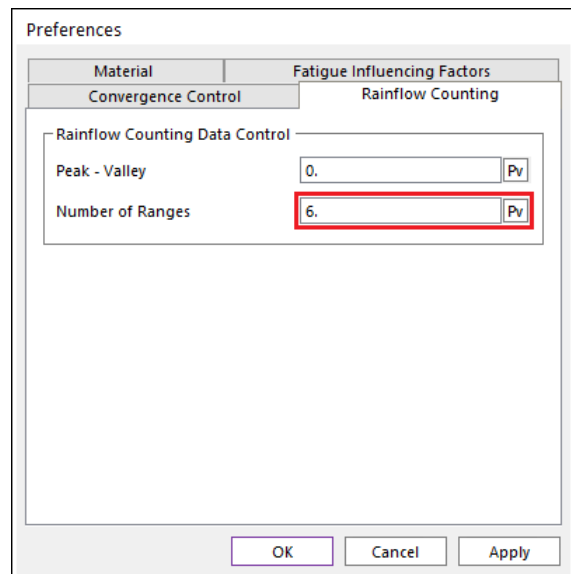 Preferences
Material Fatigue Influencing Factors
Convergence Control Rainflow Counting
Rainflow Counting Data Control
Peak - Valley 0. Pv
Number of Ranges 6. Pv
OK Cancel Apply